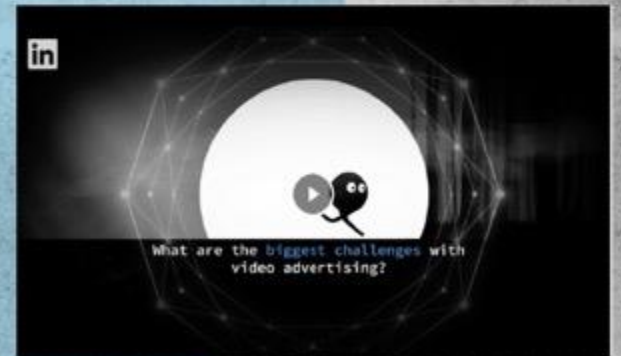 in
What are the biggest challenges with
video advertising?